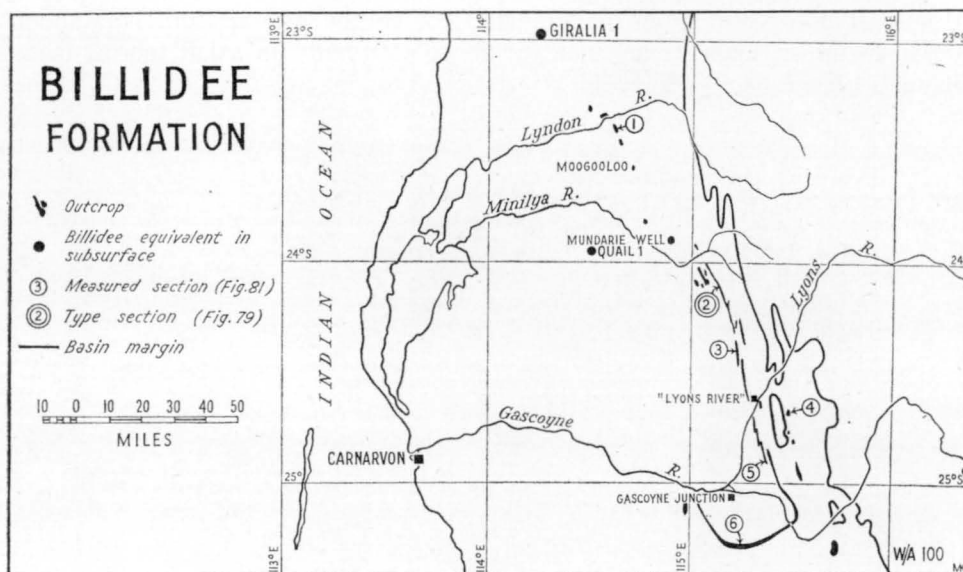 BILLIDEE
FORMATION
Outcrop
Billidee equivalent in
subsurface
③ Measured section (Fig. 81)
② Type section (Fig. 79)
Basin margin
10 0 10 20 30 40 50
MILES
113°E
114°
116°
23°S
23°S
GIRALIA 1
INDIAN OCEAN
Lyndon R.
①
MOOGOOLOO
Minilya R.
MUNDARIE WELL
QUAIL 1
24°S
24°
②
Lyons R.
③
"LYONS RIVER"
④
Gascoyne R.
CARNARVON
⑤
25°S
25°S
GASCOYNE JUNCTION
⑥
113°E
114°E
115°E
116°E
W/A 100